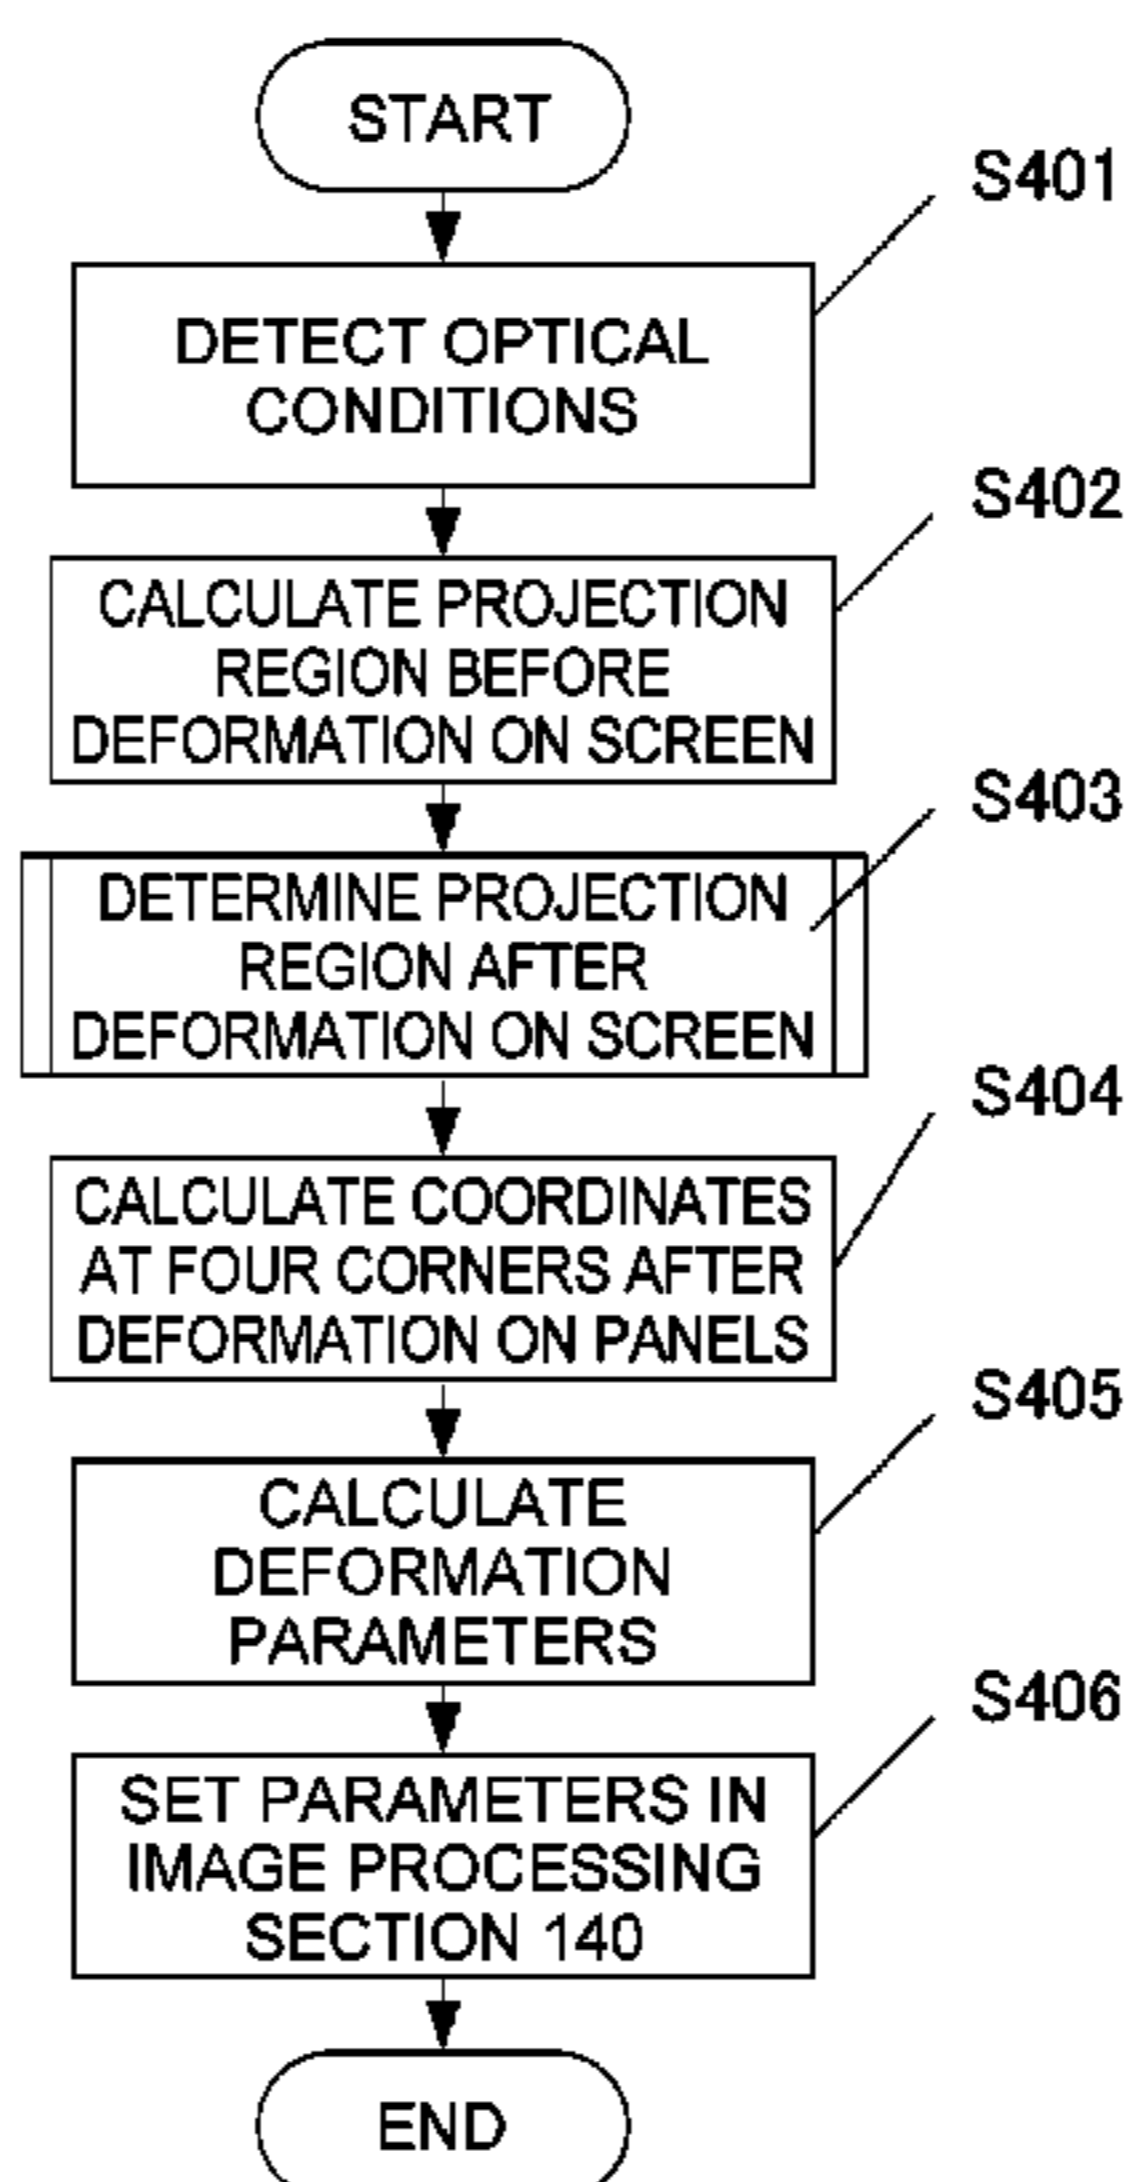 START
S401
DETECT OPTICAL
CONDITIONS
S402
CALCULATE PROJECTION
REGION BEFORE
DEFORMATION ON SCREEN
S403
DETERMINE PROJECTION
REGION AFTER
DEFORMATION ON SCREEN
S404
CALCULATE COORDINATES
AT FOUR CORNERS AFTER
DEFORMATION ON PANELS
S405
CALCULATE
DEFORMATION
PARAMETERS
S406
SET PARAMETERS IN
IMAGE PROCESSING
SECTION 140
END